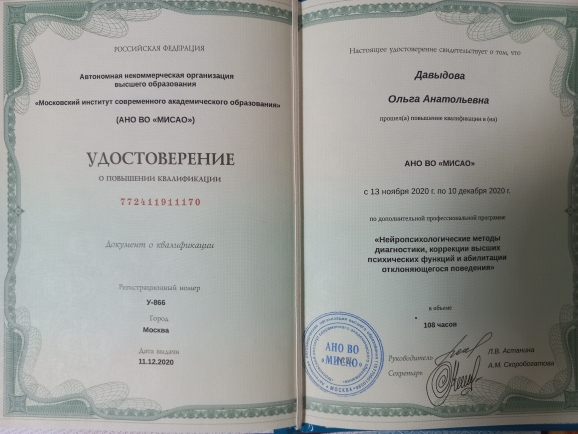 РОССИЙСКАЯ ФЕДЕРАЦИЯ
Автономная некоммерческая организация
высшего образования
«Московский институт современного академического образования»
(АНО ВО «МИСАО»)
УДОСТОВЕРЕНИЕ
О ПОВЫШЕНИИ КВАЛИФИКАЦИИ
772411911170
Документ о квалификации
Регистрационный номер
У-866
Город
Москва
Дата выдачи
11.12.2020
Настоящее удостоверение свидетельствует о том, что
Давыдова
Ольга Анатольевна
прошел(а) повышение квалификации в (на)
АНО ВО «МИСАО»
с 13 ноября 2020 г. по 10 декабря 2020 г.
по дополнительной профессиональной программе
«Нейропсихологические методы
диагностики, коррекции высших
психических функций и абилитации
отклоняющегося поведения»
в объеме
108 часов
АНО ВО
«МИСАО»
МОСКВА
Руководитель
Л.В. Астанина
Секретарь
А.М. Скоробогатова